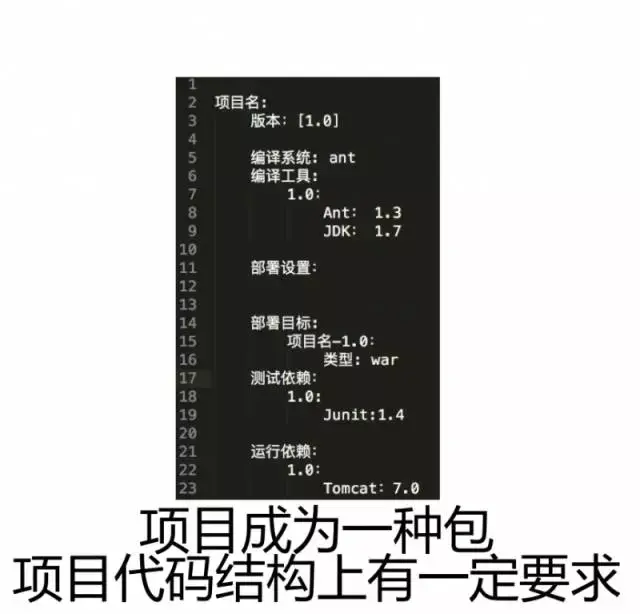 1
2 项目名:
3 版本: [1.0]
4
5 编译系统: ant
6 编译工具:
7 1.0:
8 Ant: 1.3
9 JDK: 1.7
10
11 部署设置:
12
13
14 部署目标:
15 项目名-1.0:
16 类型: war
17 测试依赖:
18 1.0:
19 Junit:1.4
20
21 运行依赖:
22 1.0:
23 Tomcat: 7.0
项目成为一种包
项目代码结构上有一定要求